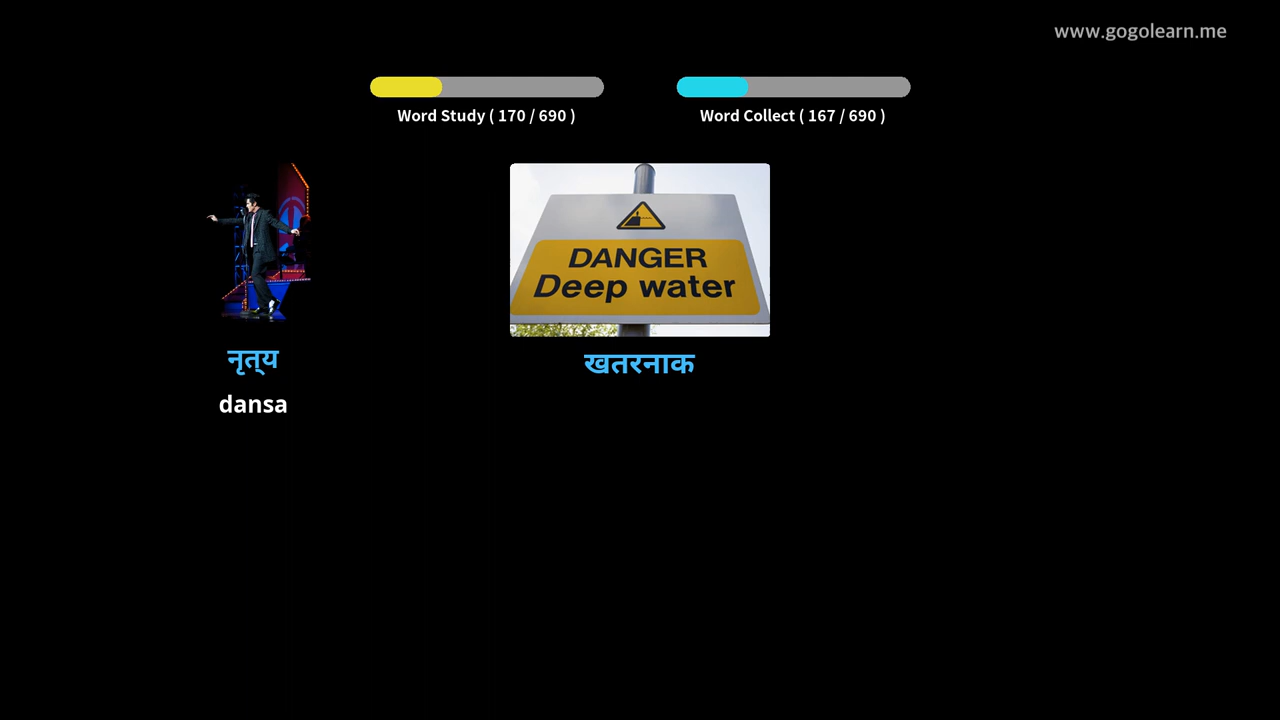 www.gogolearn.me
Word Study ( 170 / 690 )
Word Collect ( 167 / 690 )
DANGER
Deep water
नृत्य
खतरनाक
dansa